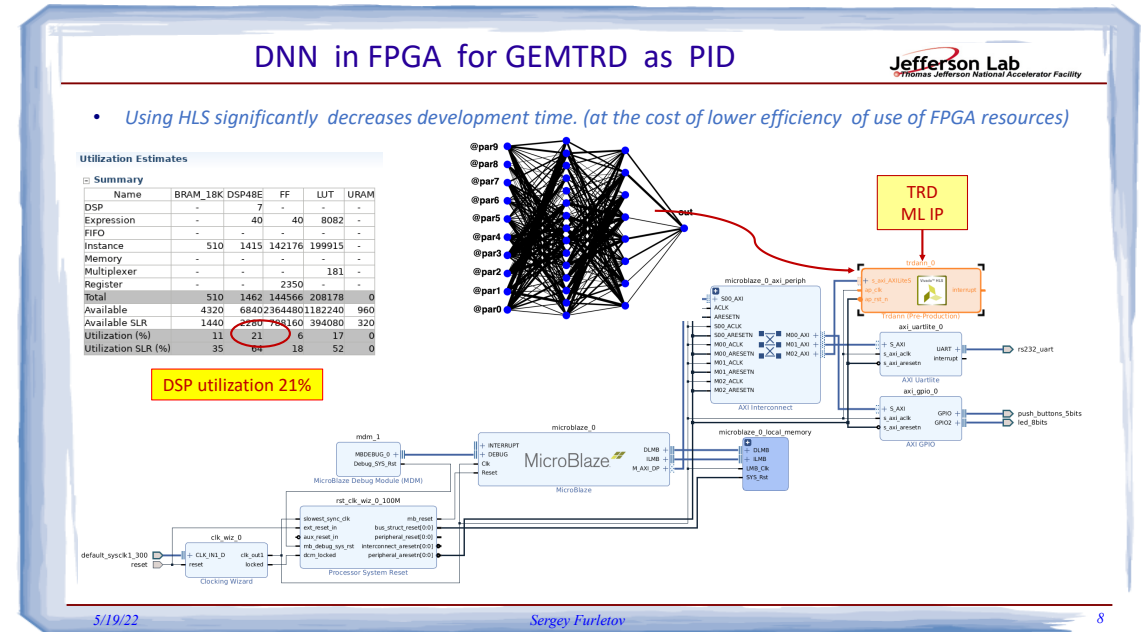 DNN in FPGA for GEMTRD as PID
Jefferson Lab
Thomas Jefferson National Accelerator Facility
• Using HLS significantly decreases development time. (at the cost of lower efficiency of use of FPGA resources)
Utilization Estimates
Summary
Name BRAM_18K DSP48E FF LUT URAM
DSP - 7 - - -
Expression - 40 40 8082 -
FIFO - - - - -
Instance 510 1415 142176 199915 -
Memory - - - - -
Multiplexer - - - 181 -
Register - - 2350 - -
Total 510 1462 144566 208178 0
Available 4320 6840 2364480 1182240 960
Available SLR 1440 2280 788160 394080 320
Utilization (%) 11 21 6 17 0
Utilization SLR (%) 35 64 18 52 0
DSP utilization 21%
@par9
@par8
@par7
@par6
@par5
@par4
@par3
@par2
@par1
@par0
out
TRD
ML IP
trdann_0
+ s_axi_AXILiteS
ap_clk
ap_rst_n
Vivado™ HLS
interrupt
Trdann (Pre-Production)
microblaze_0_axi_periph
+ S00_AXI
ACLK
ARESETN
S00_ACLK
S00_ARESETN
M00_ACLK
M00_ARESETN
M01_ACLK
M01_ARESETN
M02_ACLK
M02_ARESETN
M00_AXI +
M01_AXI +
M02_AXI +
AXI Interconnect
axi_uartlite_0
+ S_AXI
s_axi_aclk
s_axi_aresetn
UART +
interrupt
AXI Uartlite
rs232_uart
axi_gpio_0
+ S_AXI
s_axi_aclk
s_axi_aresetn
GPIO +
GPIO2 +
AXI GPIO
push_buttons_5bits
led_8bits
microblaze_0_local_memory
+ DLMB
+ ILMB
LMB_Clk
SYS_Rst
microblaze_0
+ INTERRUPT
+ DEBUG
Clk
Reset
MicroBlaze
DLMB +
ILMB +
M_AXI_DP +
MicroBlaze
mdm_1
MBDEBUG_0 +
Debug_SYS_Rst
MicroBlaze Debug Module (MDM)
rst_clk_wiz_0_100M
slowest_sync_clk
ext_reset_in
aux_reset_in
mb_debug_sys_rst
dcm_locked
mb_reset
bus_struct_reset[0:0]
peripheral_reset[0:0]
interconnect_aresetn[0:0]
peripheral_aresetn[0:0]
Processor System Reset
clk_wiz_0
+ CLK_IN1_D
reset
clk_out1
locked
Clocking Wizard
default_sysclk1_300
reset
5/19/22
Sergey Furletov
8